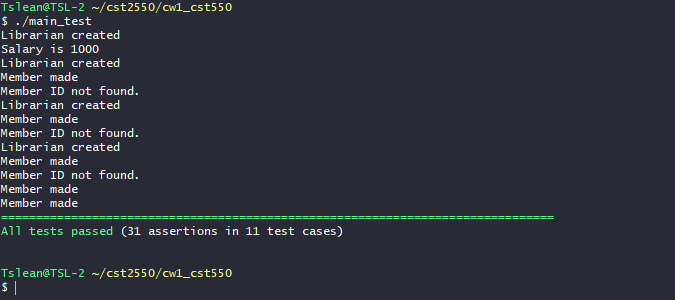 Tslean@TSL-2 ~/cst2550/cw1_cst550
$ ./main_test
Librarian created
Salary is 1000
Librarian created
Member made
Member ID not found.
Librarian created
Member made
Member ID not found.
Librarian created
Member made
Member ID not found.
Member made
Member made
===============================================================================
All tests passed (31 assertions in 11 test cases)
Tslean@TSL-2 ~/cst2550/cw1_cst550
$